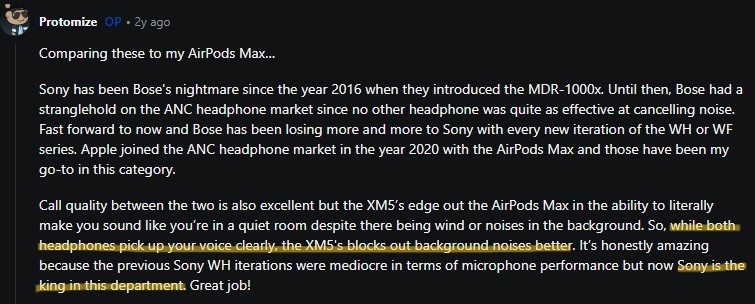 Protomize OP • 2y ago
Comparing these to my AirPods Max...
Sony has been Bose's nightmare since the year 2016 when they introduced the MDR-1000x. Until then, Bose had a
stranglehold on the ANC headphone market since no other headphone was quite as effective at cancelling noise.
Fast forward to now and Bose has been losing more and more to Sony with every new iteration of the WH or WF
series. Apple joined the ANC headphone market in the year 2020 with the AirPods Max and those have been my
go-to in this category.
Call quality between the two is also excellent but the XM5’s edge out the AirPods Max in the ability to literally
make you sound like you’re in a quiet room despite there being wind or noises in the background. So, while both
headphones pick up your voice clearly, the XM5's blocks out background noises better. It’s honestly amazing
because the previous Sony WH iterations were mediocre in terms of microphone performance but now Sony is the
king in this department. Great job!